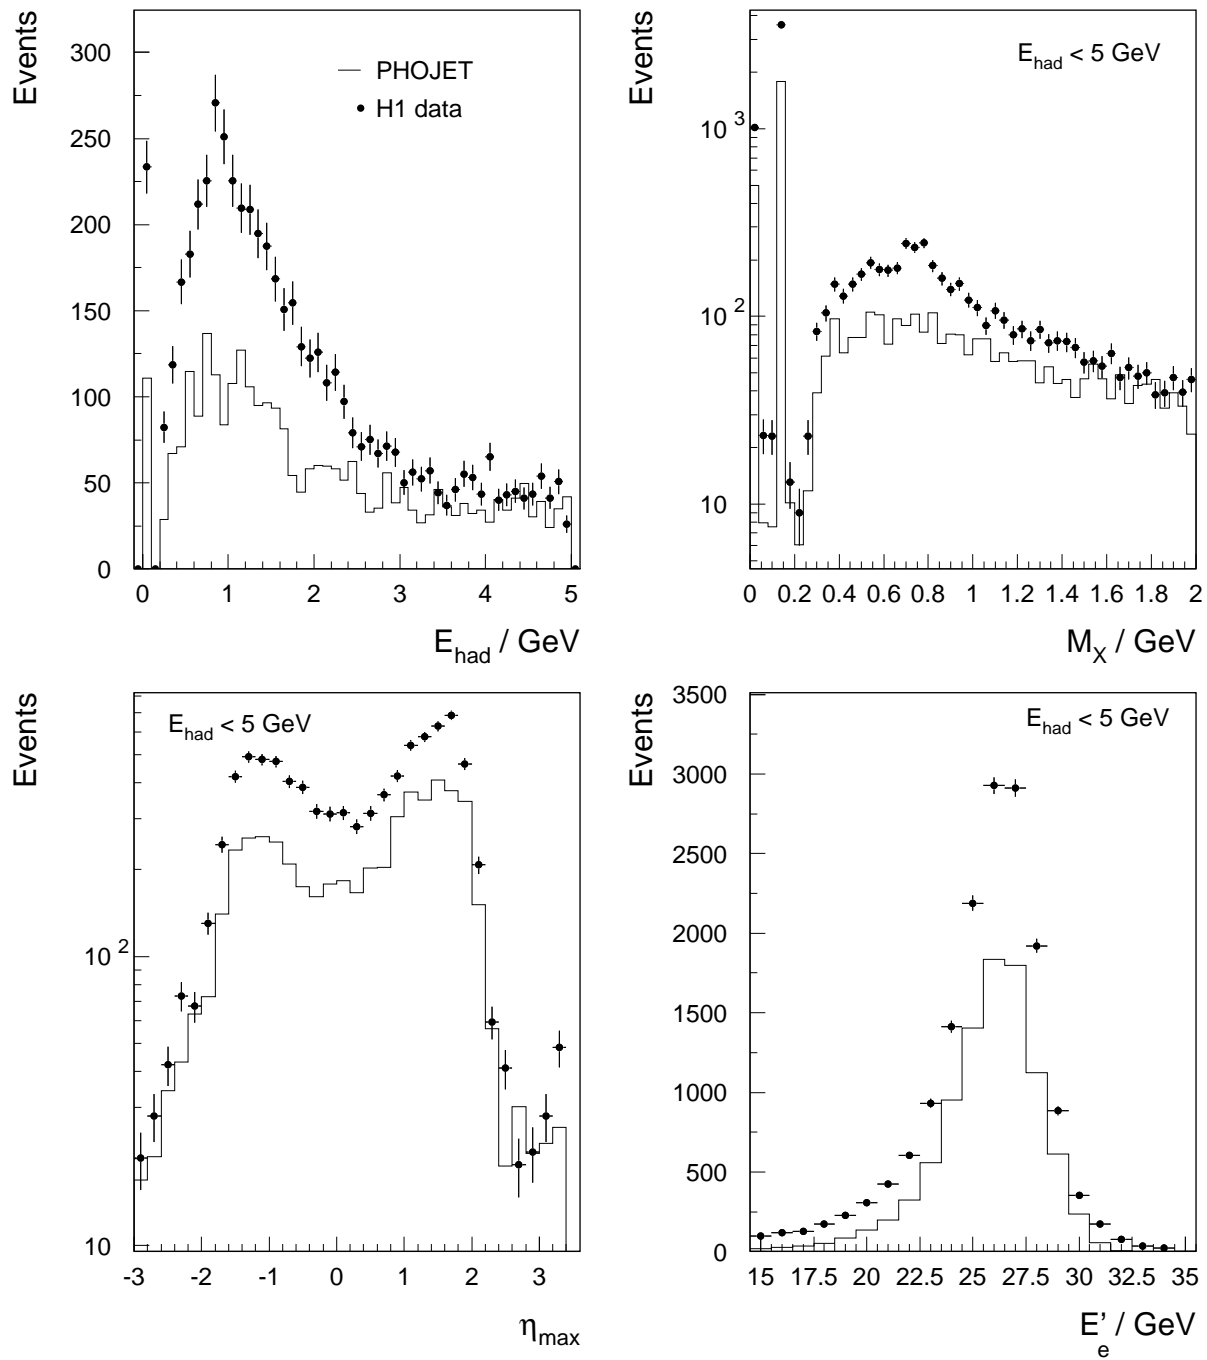 Events
300
250
200
150
100
50
0
PHOJET
H1 data
0 1 2 3 4 5
E_had / GeV
Events
E_had < 5 GeV
10^3
10^2
10
0 0.2 0.4 0.6 0.8 1 1.2 1.4 1.6 1.8 2
M_X / GeV
Events
E_had < 5 GeV
10^2
10
-3 -2 -1 0 1 2 3
η_max
Events
E_had < 5 GeV
3500
3000
2500
2000
1500
1000
500
0
15 17.5 20 22.5 25 27.5 30 32.5 35
E'_e / GeV